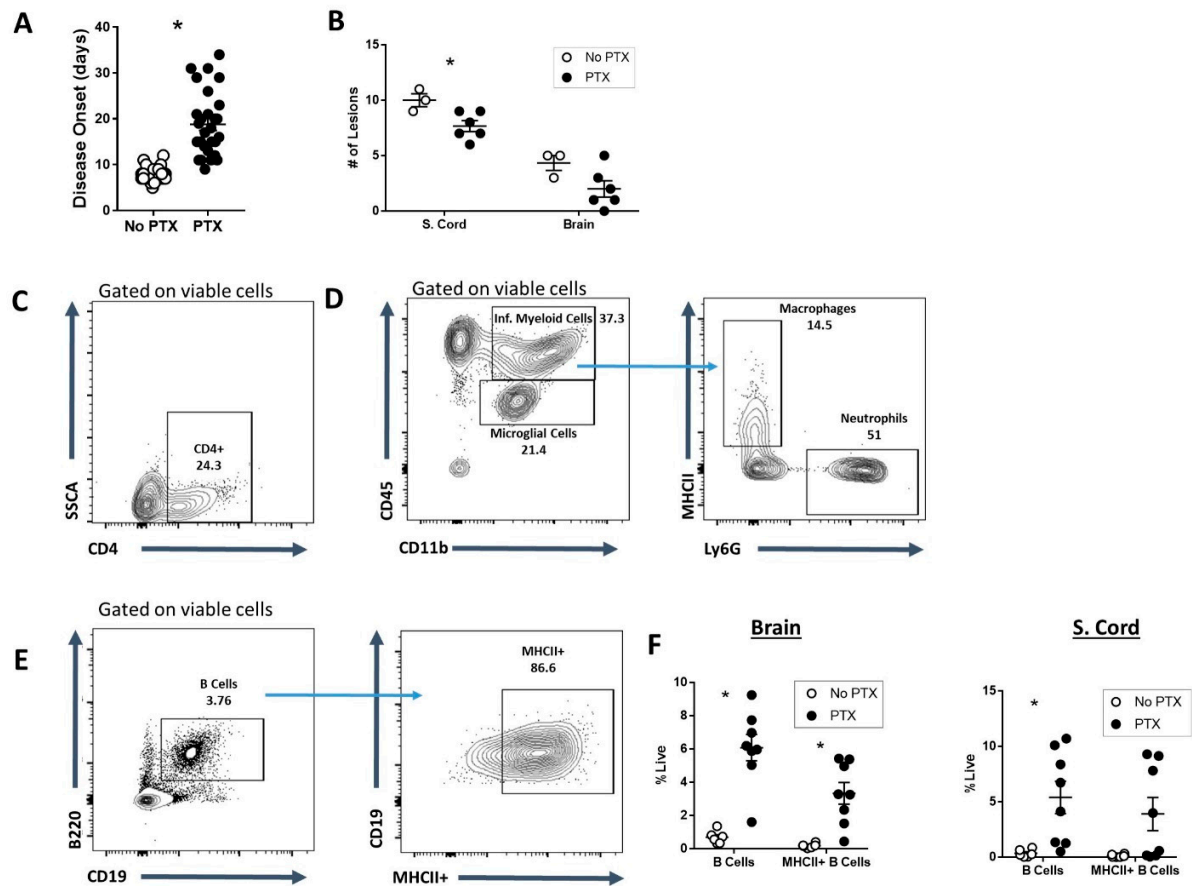 A
*
Disease Onset (days)
40
30
20
10
0
No PTX
PTX
B
*
No PTX
PTX
# of Lesions
15
10
5
0
S. Cord
Brain
C
Gated on viable cells
CD4+
24.3
SSCA
CD4
D
Gated on viable cells
Inf. Myeloid Cells 37.3
Microglial Cells
21.4
CD45
CD11b
Macrophages
14.5
Neutrophils
51
MHCII
Ly6G
E
Gated on viable cells
B Cells
3.76
B220
CD19
MHCII+
86.6
CD19
MHCII+
F
Brain
No PTX
PTX
*
*
% Live
10
8
6
4
2
0
B Cells
MHCII+ B Cells
S. Cord
No PTX
PTX
*
% Live
15
10
5
0
B Cells
MHCII+ B Cells